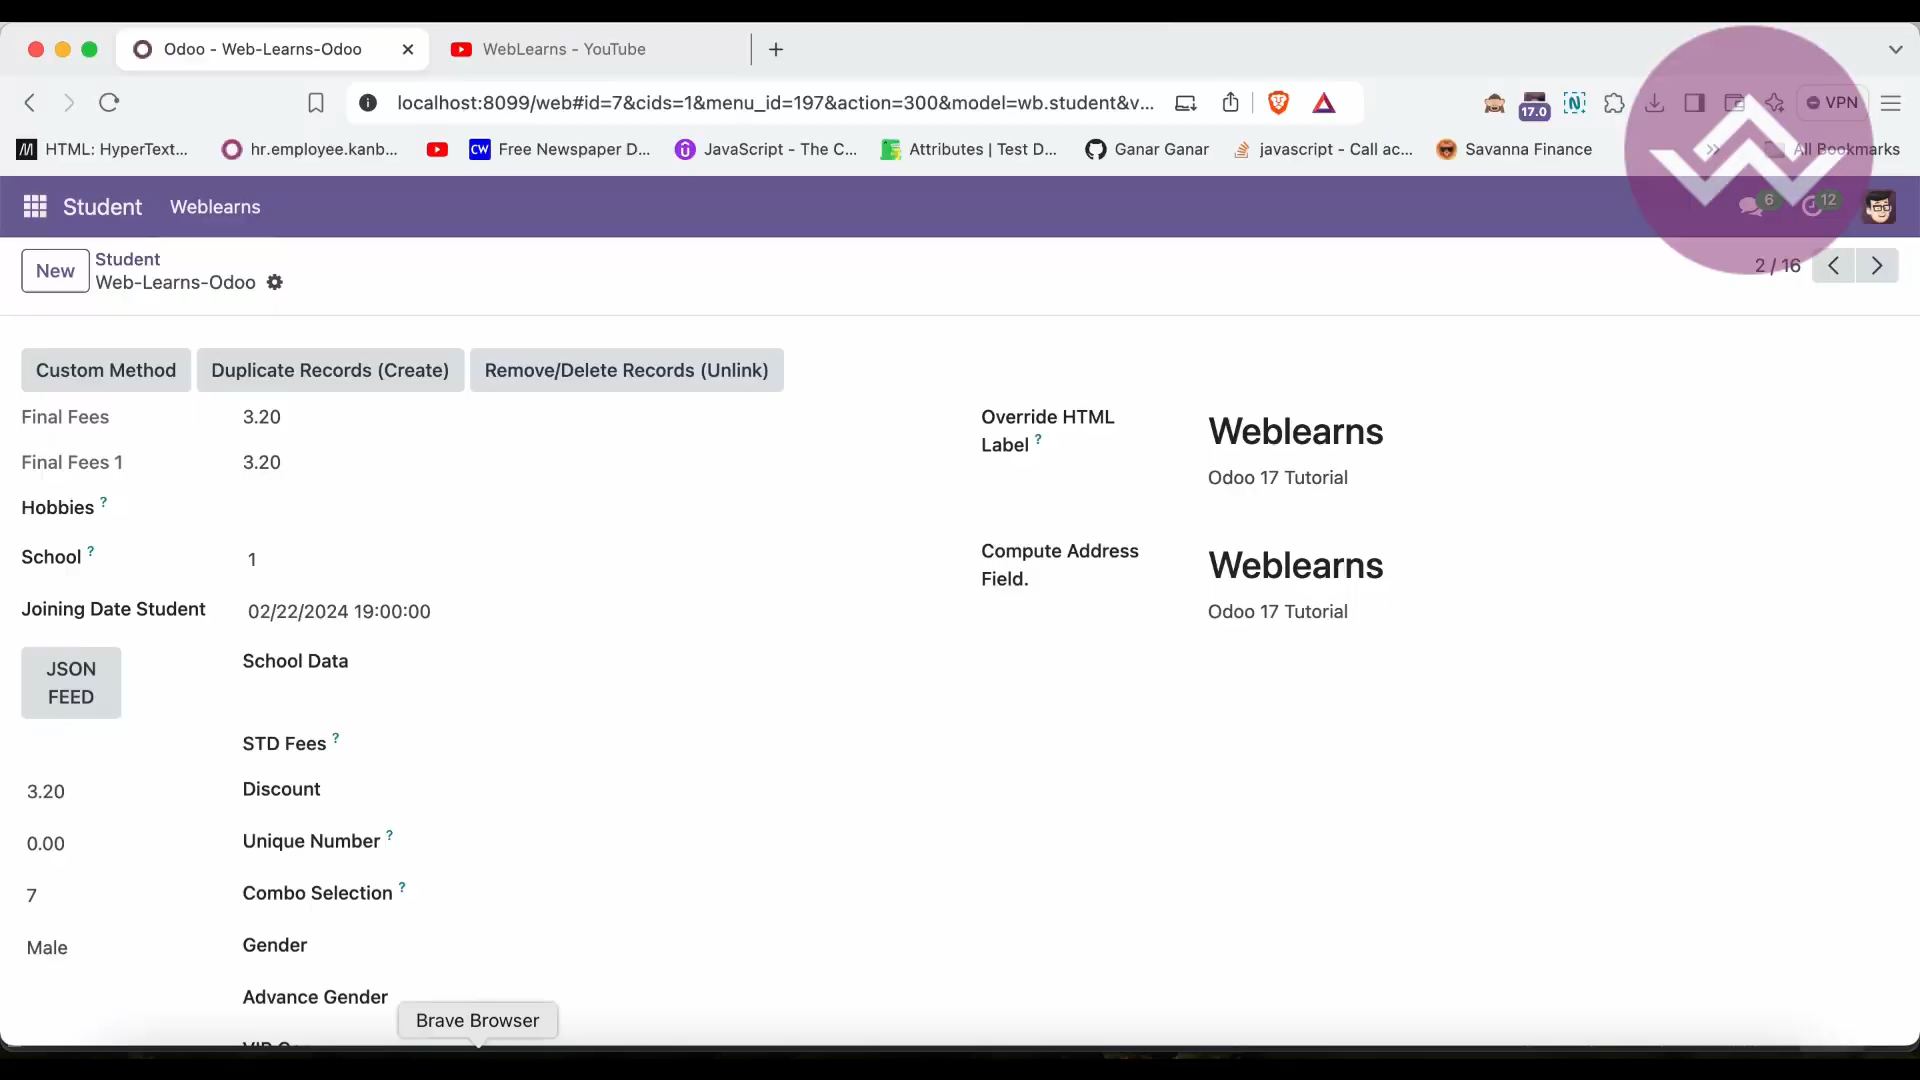 Odoo - Web-Learns-Odoo
WebLearns - YouTube
localhost:8099/web#id=7&cids=1&menu_id=197&action=300&model=wb.student&v...
17.0
VPN
HTML: HyperText...
hr.employee.kanb...
CW Free Newspaper D...
JavaScript - The C...
Attributes | Test D...
Ganar Ganar
javascript - Call ac...
Savanna Finance
All Bookmarks
Student
Weblearns
6
12
New
Student
Web-Learns-Odoo
2 / 16
Custom Method
Duplicate Records (Create)
Remove/Delete Records (Unlink)
Final Fees
3.20
Final Fees 1
3.20
Hobbies ?
School ?
1
Joining Date Student
02/22/2024 19:00:00
JSON
FEED
School Data
STD Fees ?
3.20
Discount
0.00
Unique Number ?
7
Combo Selection ?
Male
Gender
Advance Gender
Override HTML
Label ?
Weblearns
Odoo 17 Tutorial
Compute Address
Field.
Weblearns
Odoo 17 Tutorial
Brave Browser